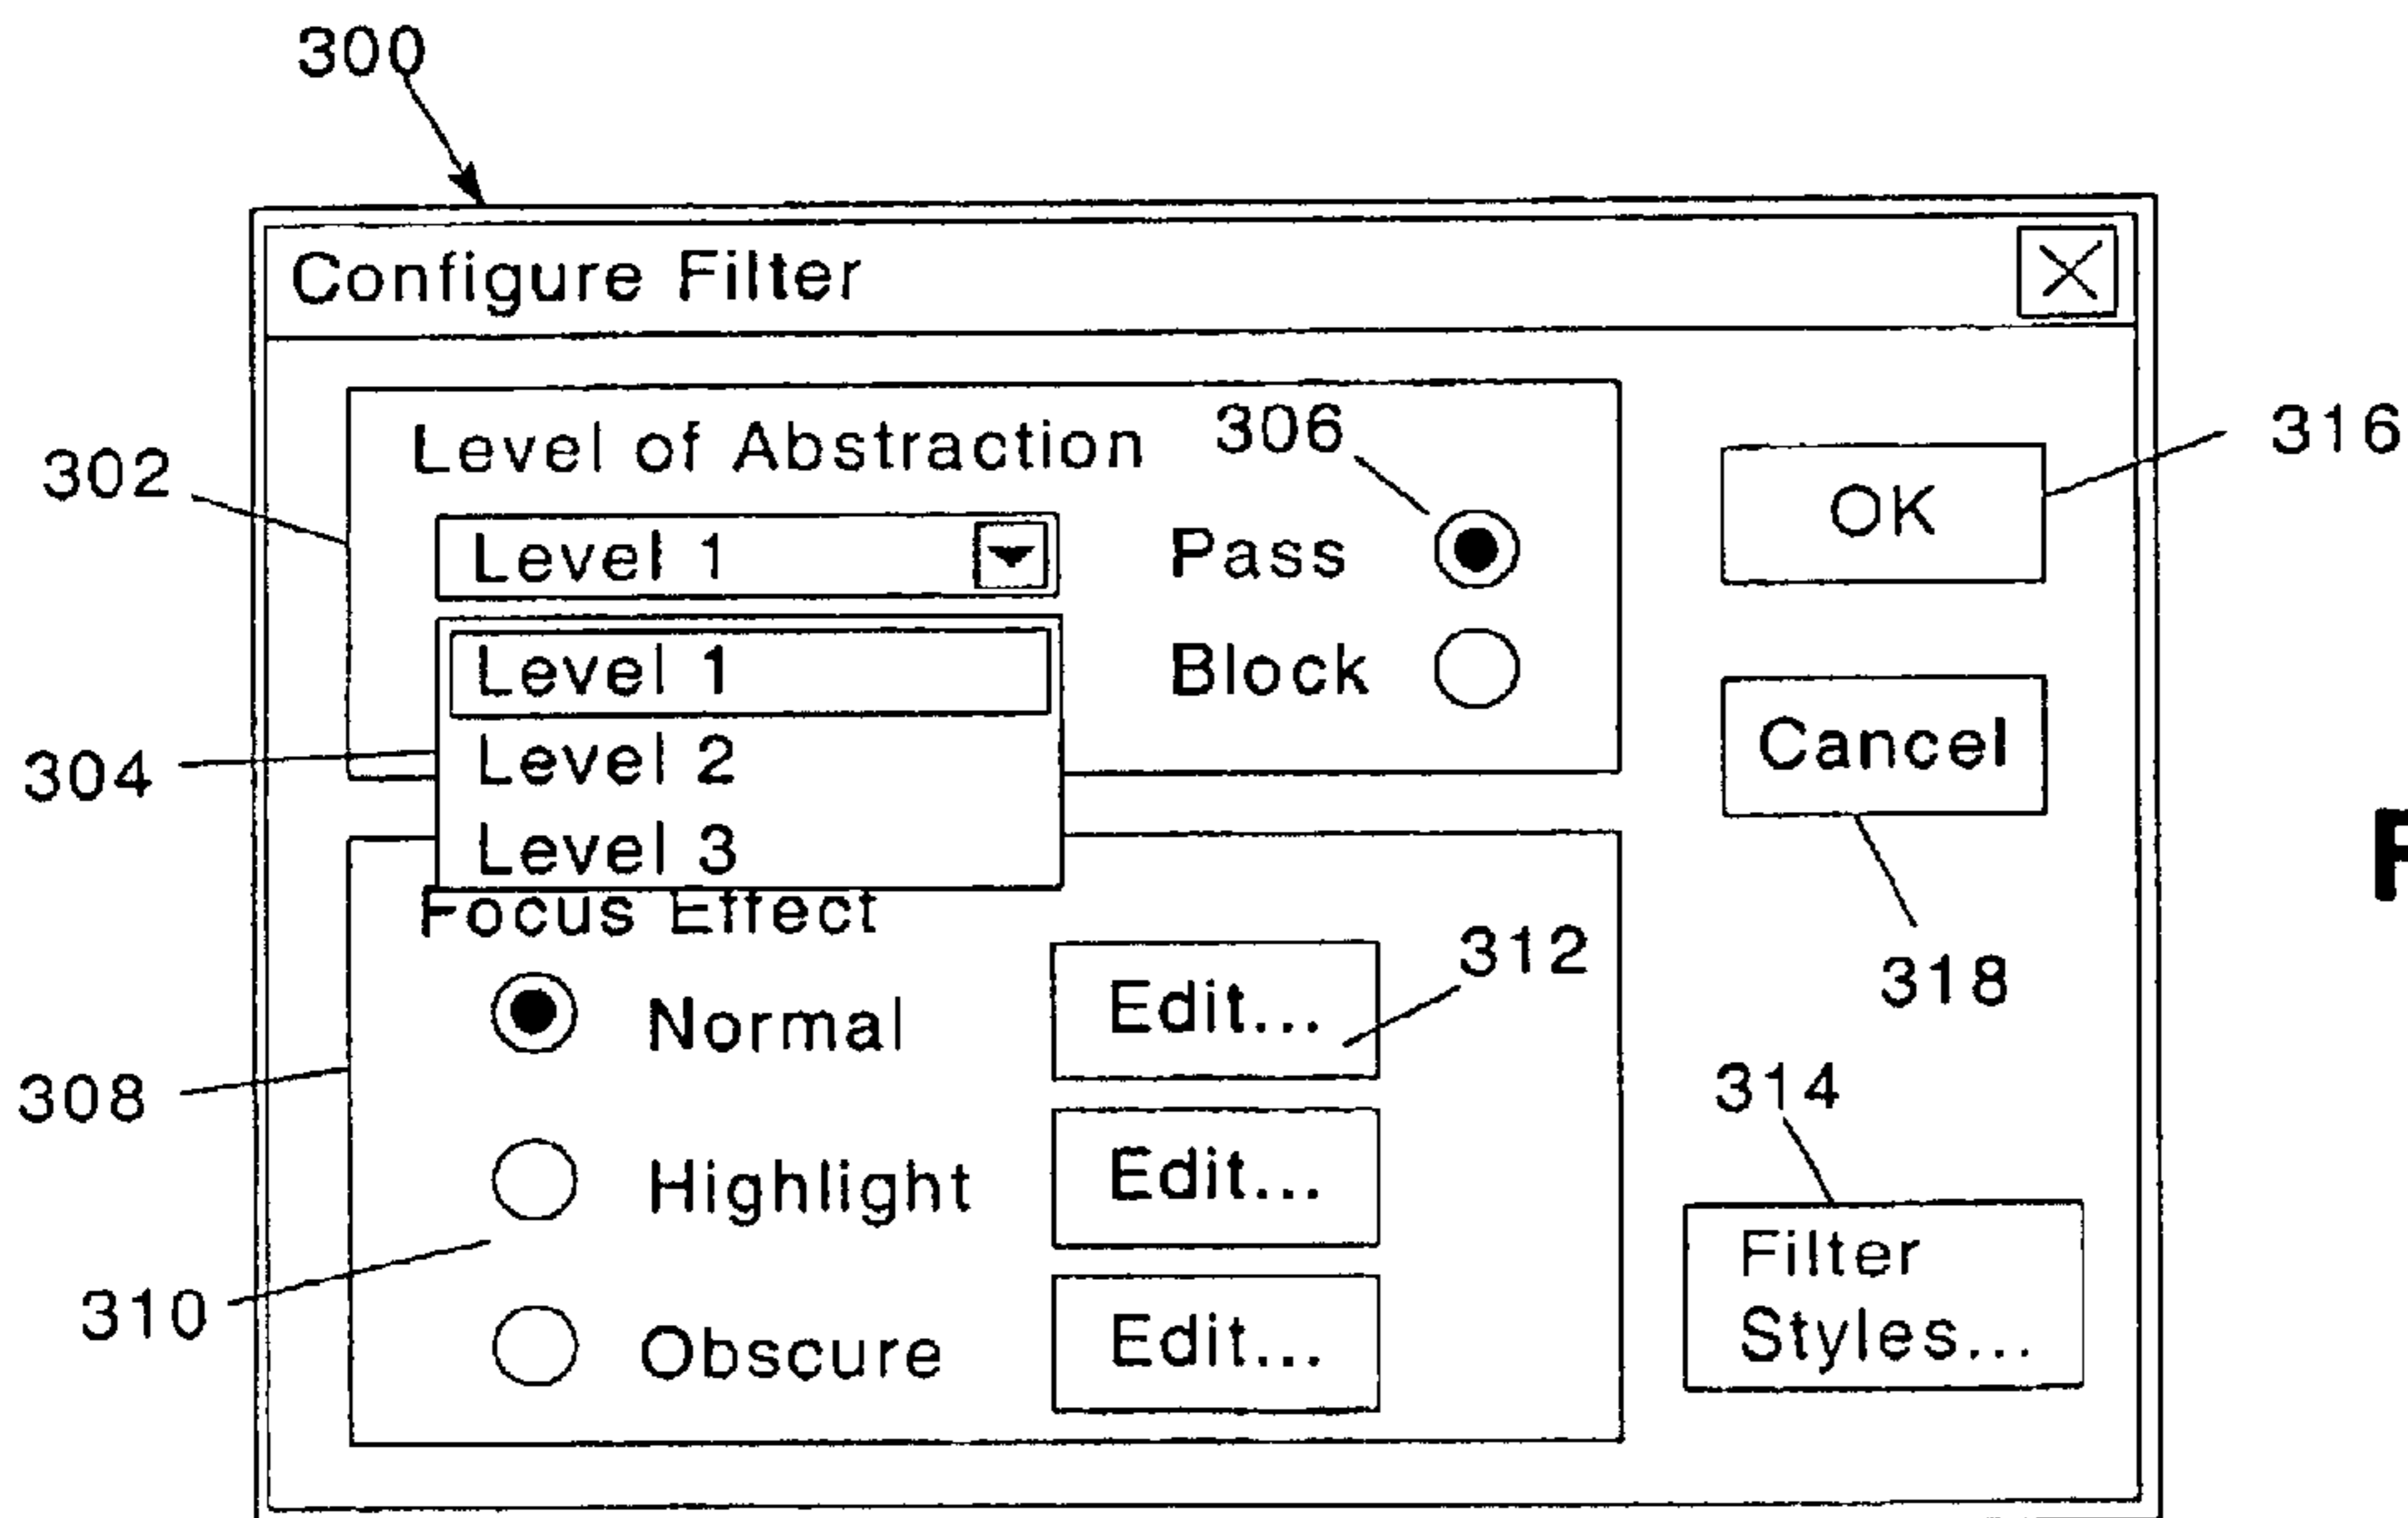 300
Configure Filter
302
Level of Abstraction
306
316
Level 1
Pass
OK
Level 1
Block
304
Level 2
Cancel
Level 3
Focus Effect
312
318
Normal
Edit...
308
314
Highlight
Edit...
Filter
Styles...
310
Obscure
Edit...